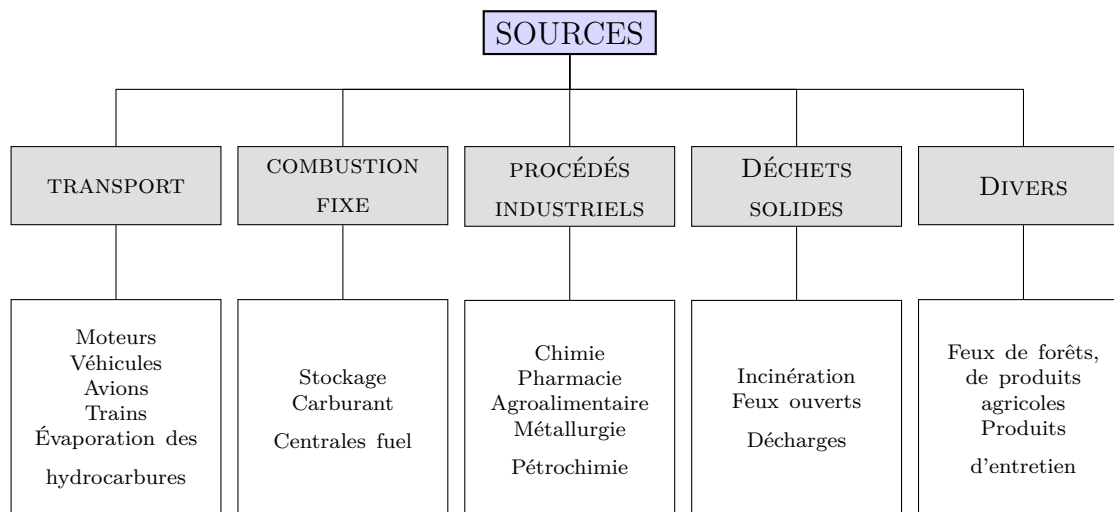 SOURCES
TRANSPORT
COMBUSTION
FIXE
PROCÉDÉS
INDUSTRIELS
DÉCHETS
SOLIDES
DIVERS
Moteurs
Véhicules
Avions
Trains
Évaporation des
hydrocarbures
Stockage
Carburant
Centrales fuel
Chimie
Pharmacie
Agroalimentaire
Métallurgie
Pétrochimie
Incinération
Feux ouverts
Décharges
Feux de forêts,
de produits
agricoles
Produits
d'entretien